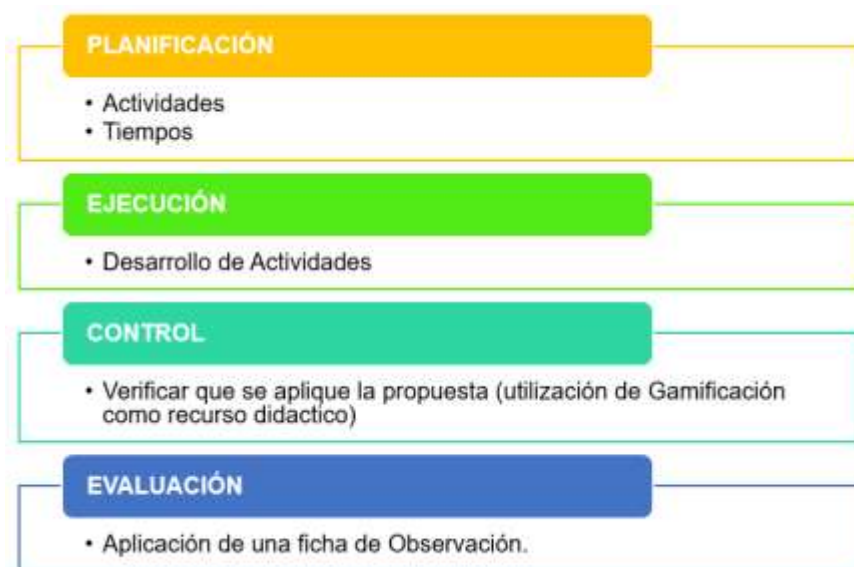 PLANIFICACIÓN
• Actividades
• Tiempos
EJECUCIÓN
• Desarrollo de Actividades
CONTROL
• Verificar que se aplique la propuesta (utilización de Gamificación
como recurso didactico)
EVALUACIÓN
• Aplicación de una ficha de Observación.